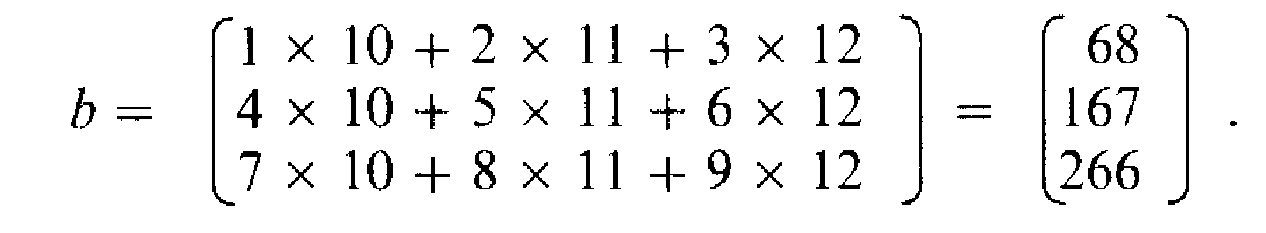 1 × 10 + 2 × 11 + 3 × 12 68
b = 4 × 10 + 5 × 11 + 6 × 12 = 167 .
7 × 10 + 8 × 11 + 9 × 12 266